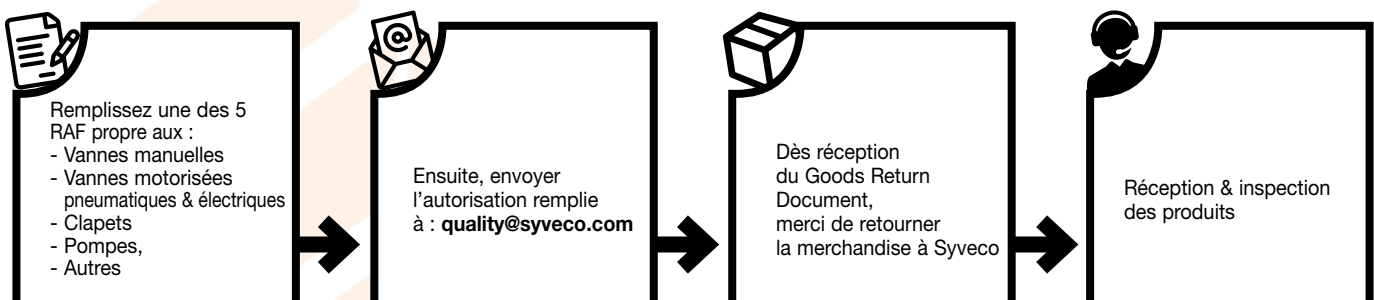 Remplissez une des 5
RAF propre aux :
- Vannes manuelles
- Vannes motorisées
pneumatiques & électriques
- Clapets
- Pompes,
- Autres
Ensuite, envoyer
l'autorisation remplie
à : quality@syveco.com
Dès réception
du Goods Return
Document,
merci de retourner
la merchandise à Syveco
Réception & inspection
des produits